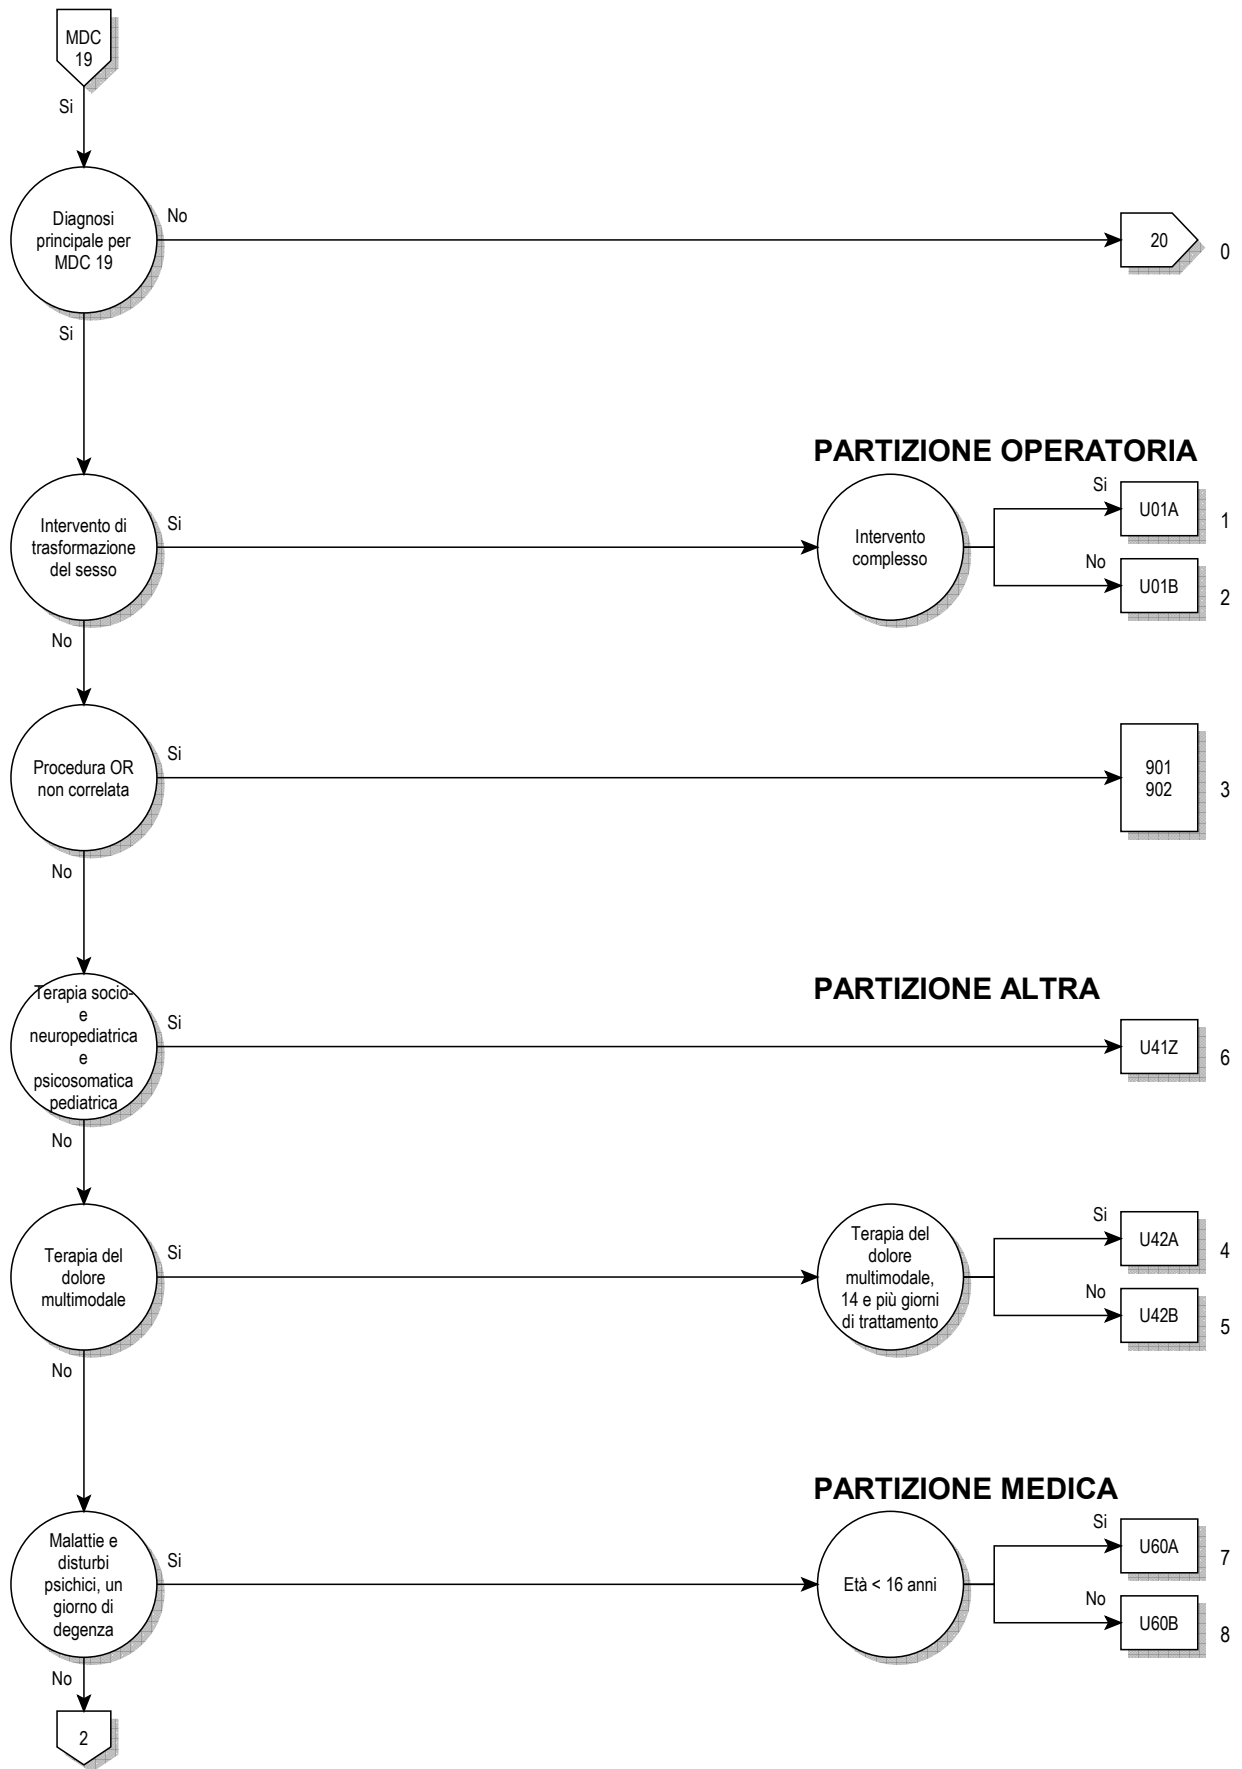 MDC
19
Si
Diagnosi
principale per
MDC 19
No
20
0
Si
PARTIZIONE OPERATORIA
Intervento di
trasformazione
del sesso
Si
Intervento
complesso
Si
U01A
1
No
U01B
2
No
Procedura OR
non correlata
Si
901
902
3
No
PARTIZIONE ALTRA
Terapia socio-
e
neuropediatrica
e
psicosomatica
pediatrica
Si
U41Z
6
No
Terapia del
dolore
multimodale
Si
Terapia del
dolore
multimodale,
14 e più giorni
di trattamento
Si
U42A
4
No
U42B
5
No
PARTIZIONE MEDICA
Malattie e
disturbi
psichici, un
giorno di
degenza
Si
Età < 16 anni
Si
U60A
7
No
U60B
8
No
2